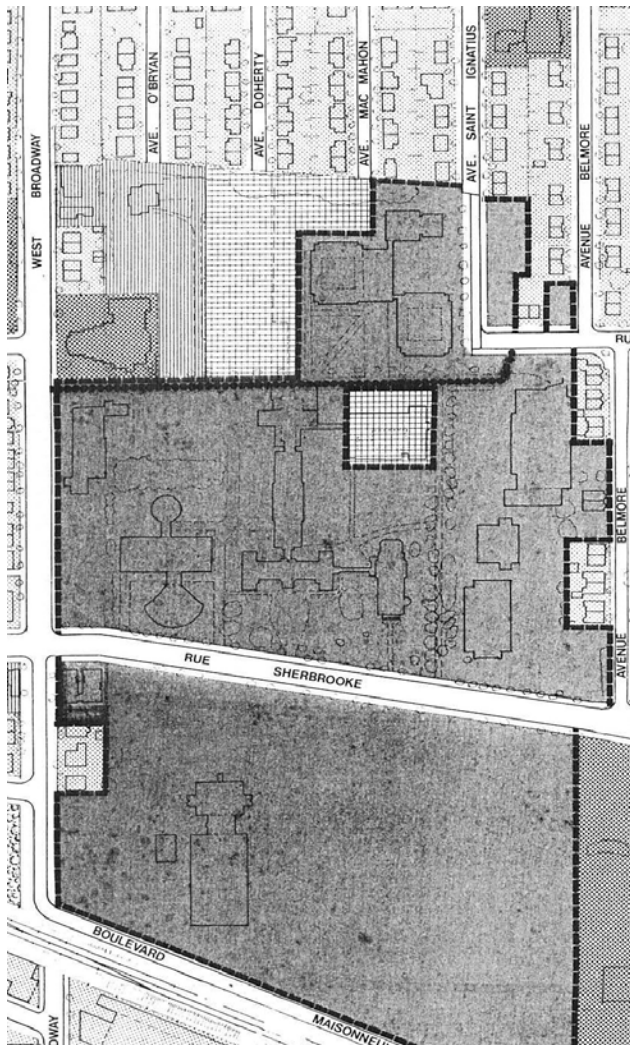 WEST BROADWAY
AVE. O'BRYAN
AVE. DOHERTY
AVE. MAC MAHON
AVE. SAINT IGNATIUS
AVENUE BELMORE
RU
AVENUE BELMORE
RUE SHERBROOKE
BOULEVARD
MAISONNEU
DWAY